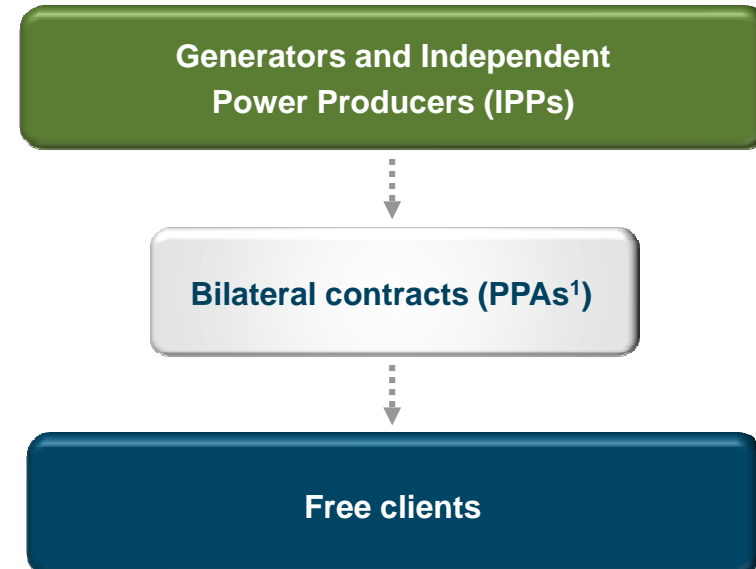 Generators and Independent
Power Producers (IPPs)
Bilateral contracts (PPAs¹)
Free clients